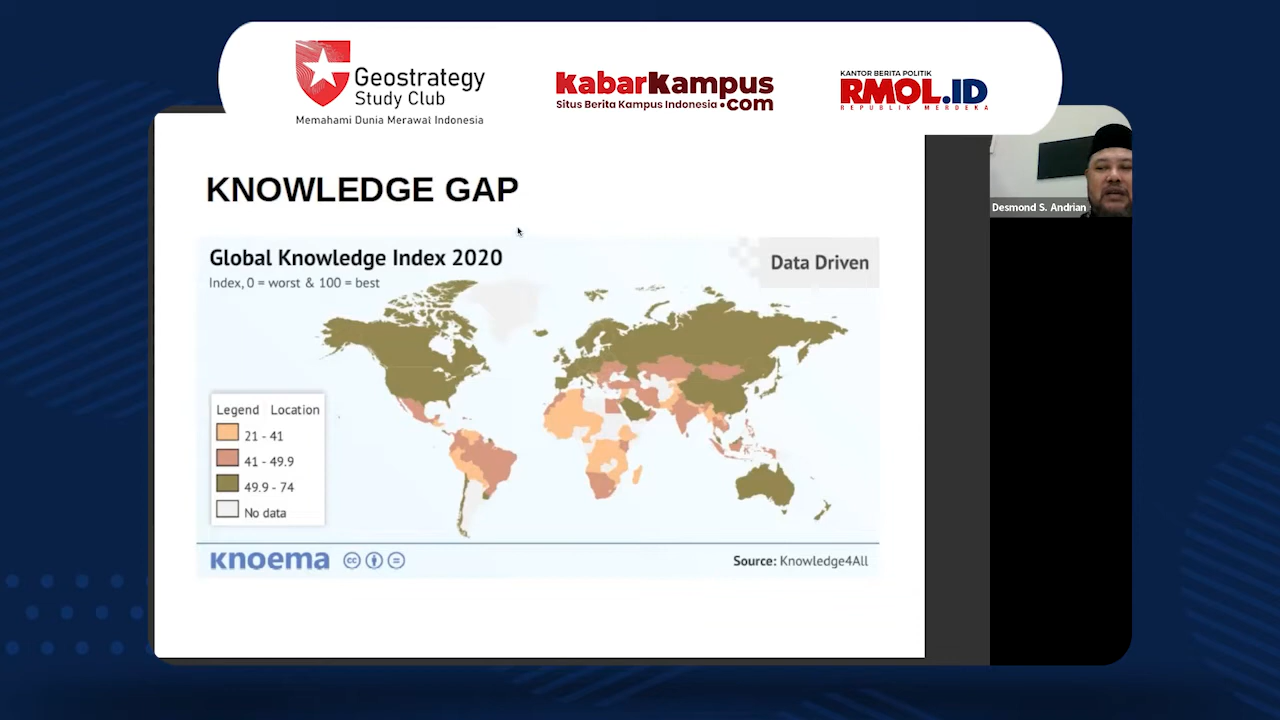 Geostrategy
Study Club
Memahami Dunia Merawat Indonesia
KabarKampus
Situs Berita Kampus Indonesia •com
KANTOR BERITA POLITIK
RMOL.ID
REPUBLIK MERDEKA
KNOWLEDGE GAP
Global Knowledge Index 2020
Index, 0 = worst & 100 = best
Data Driven
Legend Location
21 - 41
41 - 49.9
49.9 - 74
No data
knoema
cc
Source: Knowledge4All
Desmond S. Andrian